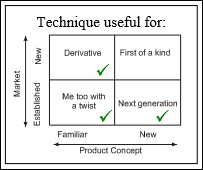 Technique useful for:
Market
New
Established
Derivative
First of a kind
Me too with
a twist
Next generation
Familiar
New
Product Concept